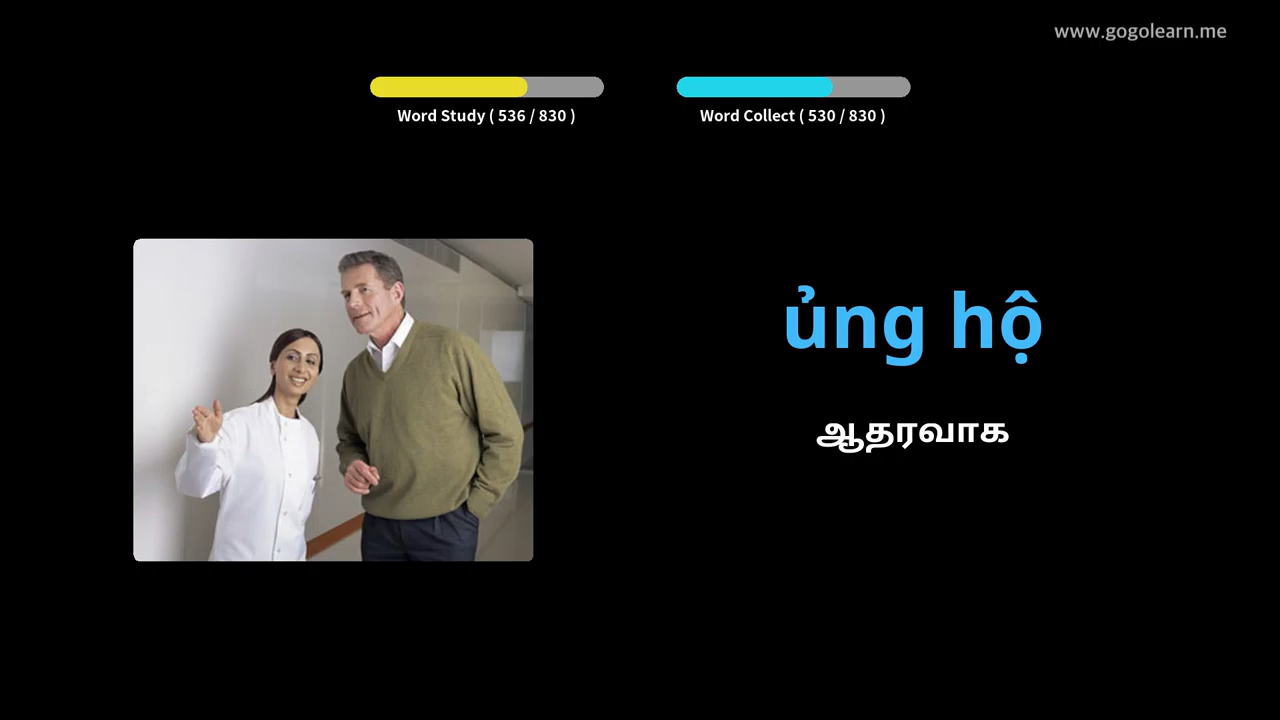 www.gogolearn.me
Word Study ( 536 / 830 )
Word Collect ( 530 / 830 )
ủng hộ
ஆதரவாக